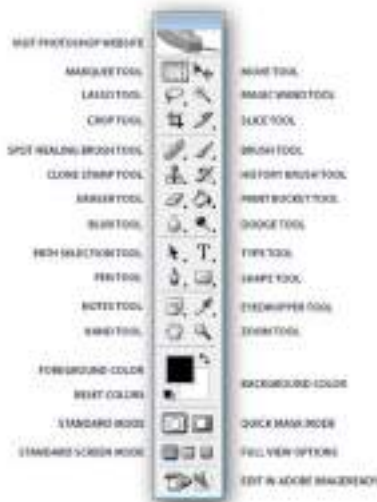 VISIT PHOTOSHOP WEBSITE
MARQUEE TOOL
MOVE TOOL
LASSO TOOL
MAGIC WAND TOOL
CROP TOOL
SLICE TOOL
SPOT HEALING BRUSH TOOL
BRUSH TOOL
CLONE STAMP TOOL
HISTORY BRUSH TOOL
ERASER TOOL
PAINT BUCKET TOOL
BLUR TOOL
DODGE TOOL
PATH SELECTION TOOL
T
TYPE TOOL
PEN TOOL
SHAPE TOOL
NOTES TOOL
EYEDROPPER TOOL
HAND TOOL
ZOOM TOOL
FOREGROUND COLOR
BACKGROUND COLOR
RESET COLORS
STANDARD MODE
QUICK MASK MODE
STANDARD SCREEN MODE
FULL VIEW OPTIONS
EDIT IN ADOBE IMAGEREADY